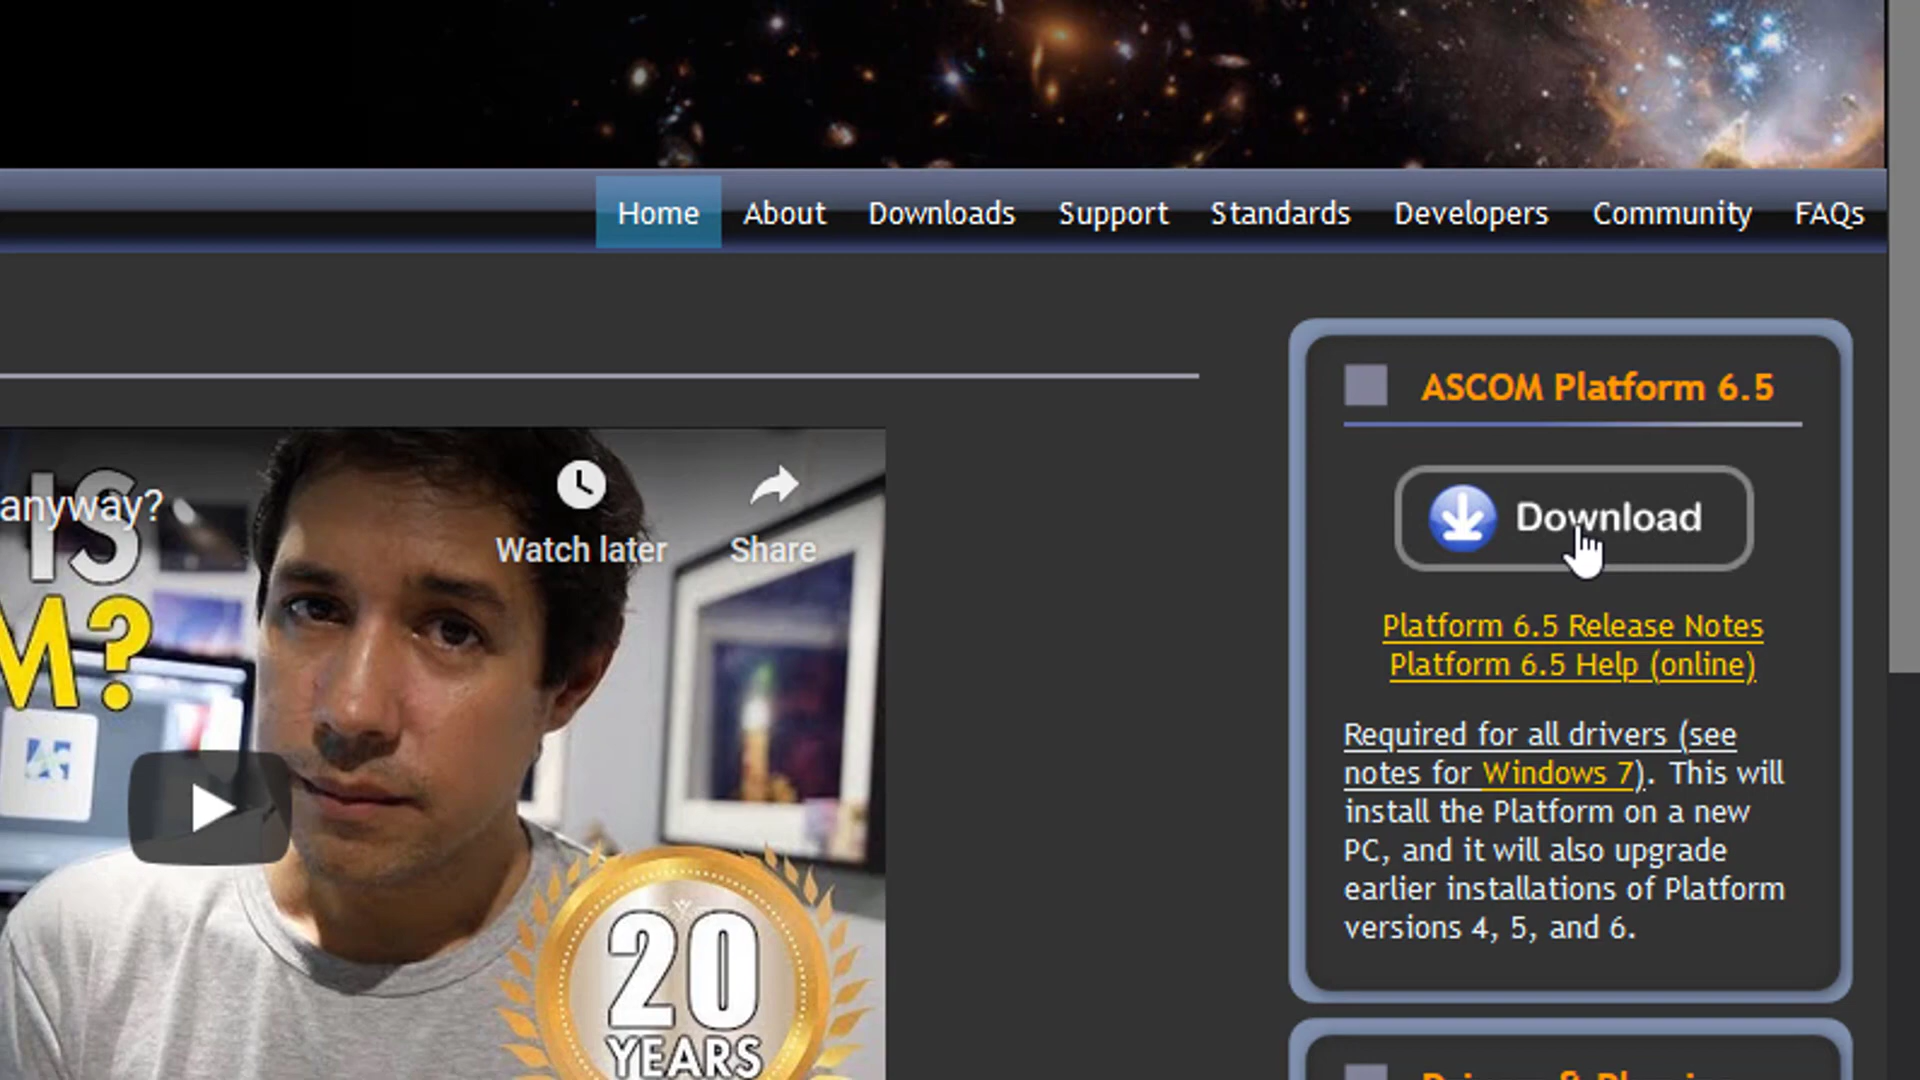 Home About Downloads Support Standards Developers Community FAQs
ASCOM Platform 6.5
Download
Platform 6.5 Release Notes
Platform 6.5 Help (online)
Required for all drivers (see
notes for Windows 7). This will
install the Platform on a new
PC, and it will also upgrade
earlier installations of Platform
versions 4, 5, and 6.
anyway?
IS
M?
Watch later
Share
20
YEARS